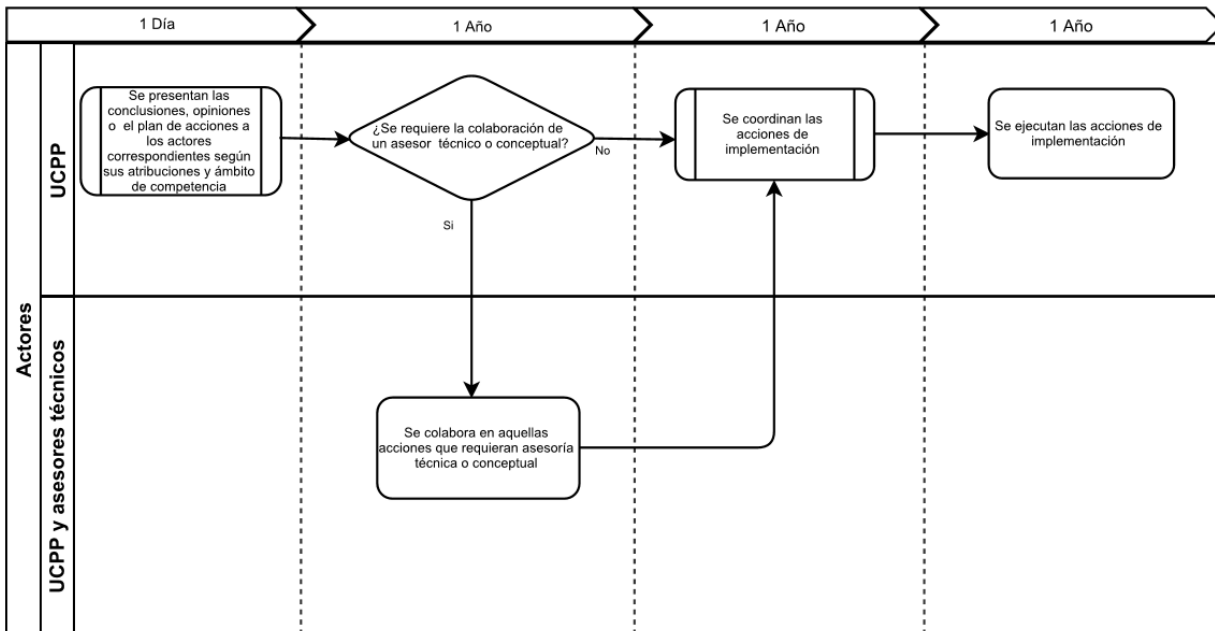 1 Día
1 Año
1 Año
1 Año
Actores
UCPP
Se presentan las
conclusiones, opiniones
o el plan de acciones a
los actores
correspondientes según
sus atribuciones y ámbito
de competencia
¿Se requiere la colaboración de
un asesor técnico o conceptual?
No
Si
Se coordinan las
acciones de
implementación
Se ejecutan las acciones de
implementación
UCPP y asesores técnicos
Se colabora en aquellas
acciones que requieran asesoría
técnica o conceptual